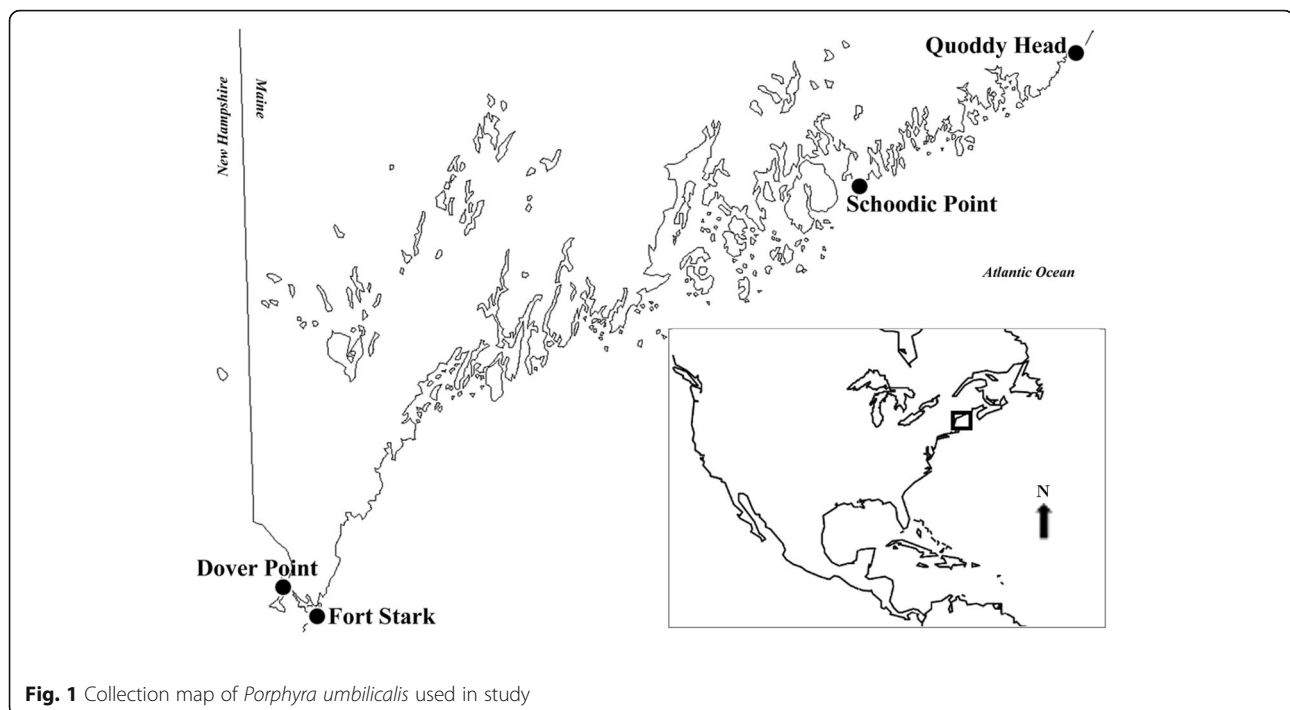 Quoddy Head
New Hampshire
Maine
Schoodic Point
Atlantic Ocean
N
Dover Point
Fort Stark
Fig. 1 Collection map of Porphyra umbilicalis used in study